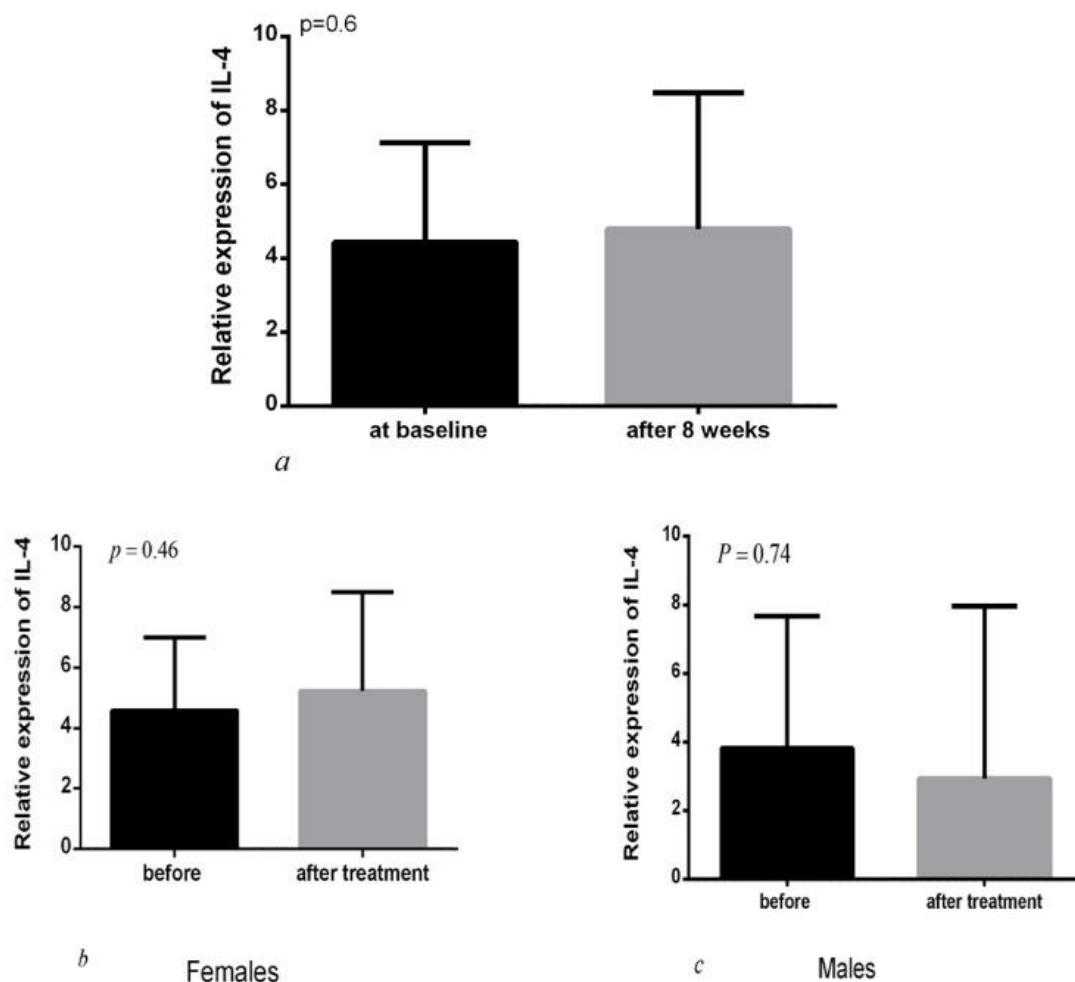 p=0.6
Relative expression of IL-4
10
8
6
4
2
0
at baseline
after 8 weeks
a
p = 0.46
Relative expression of IL-4
10
8
6
4
2
0
before
after treatment
b
Females
P = 0.74
Relative expression of IL-4
10
8
6
4
2
0
before
after treatment
c
Males